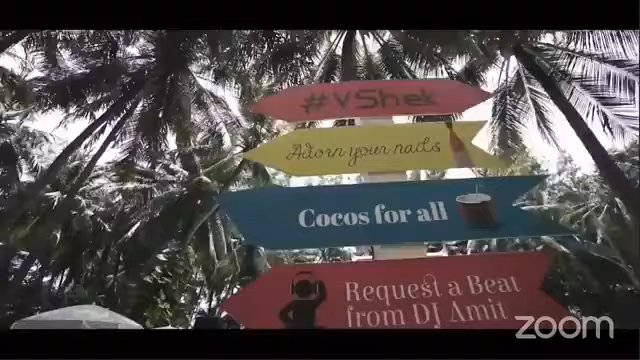 #VShek
Adorn your nails
Cocos for all
Request a Beat
from DJ Amit
zoom